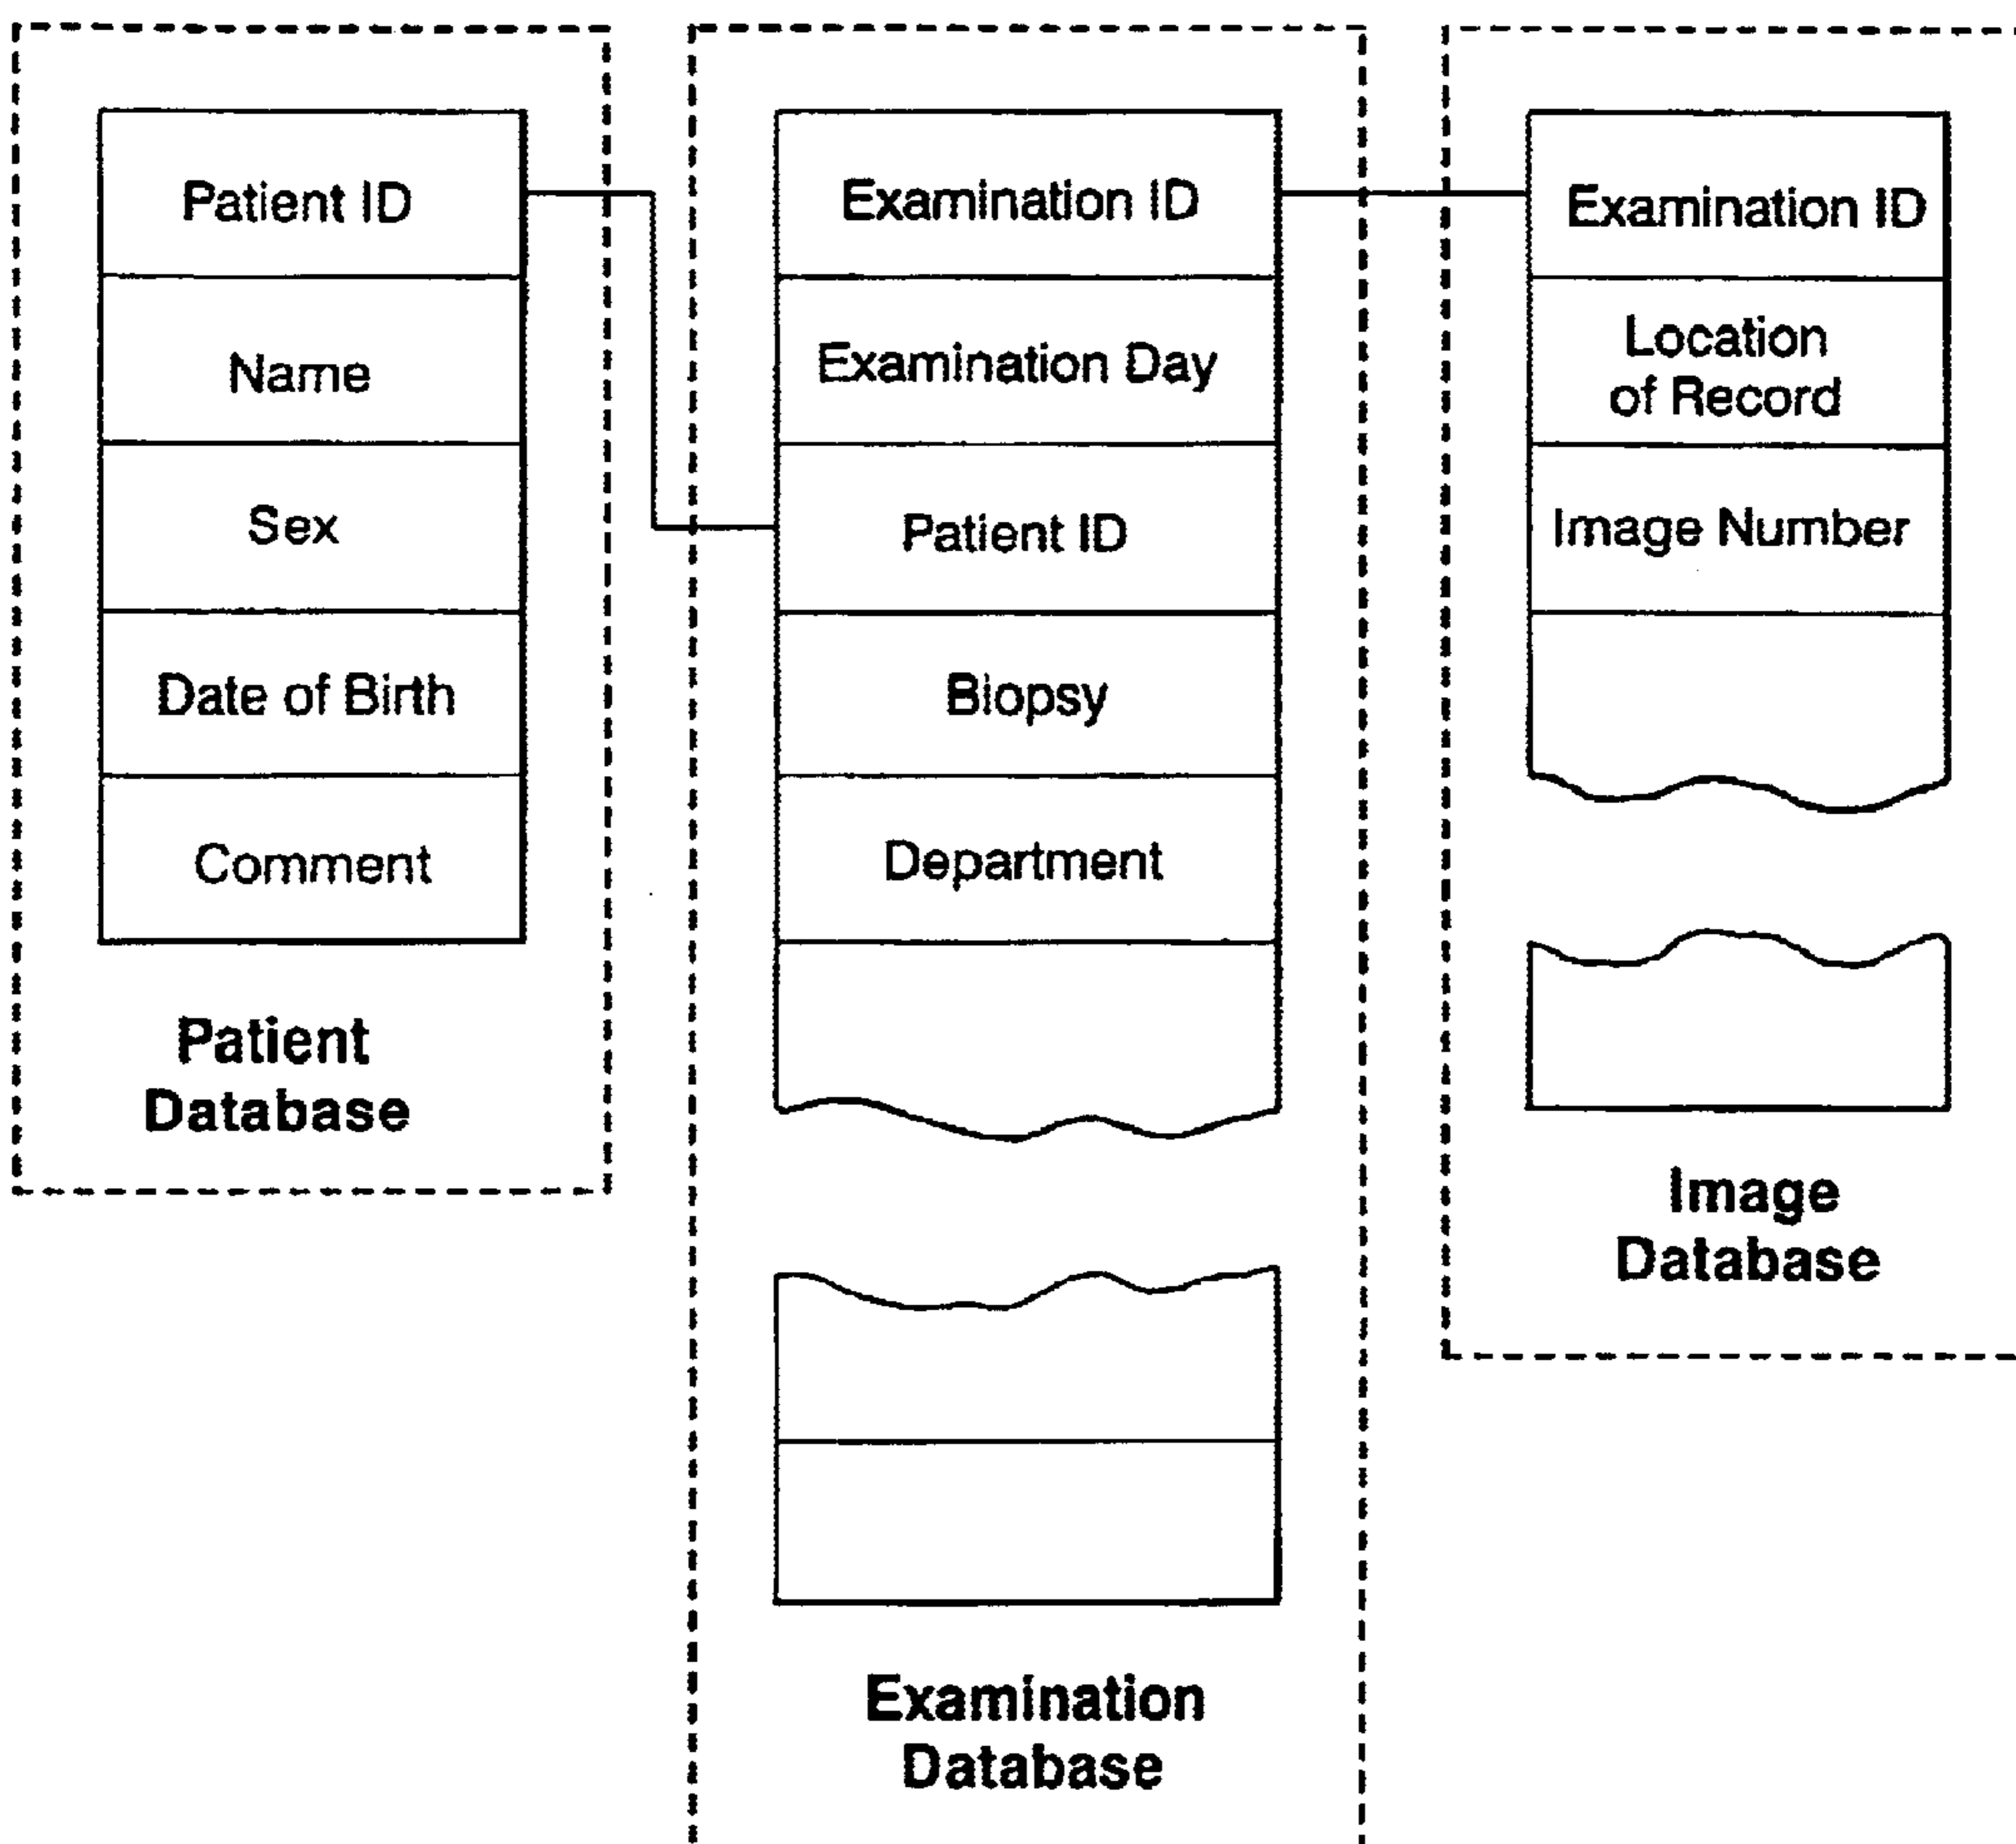 Patient ID
Name
Sex
Date of Birth
Comment
Patient
Database
Examination ID
Examination Day
Patient ID
Biopsy
Department
Examination
Database
Examination ID
Location
of Record
Image Number
Image
Database